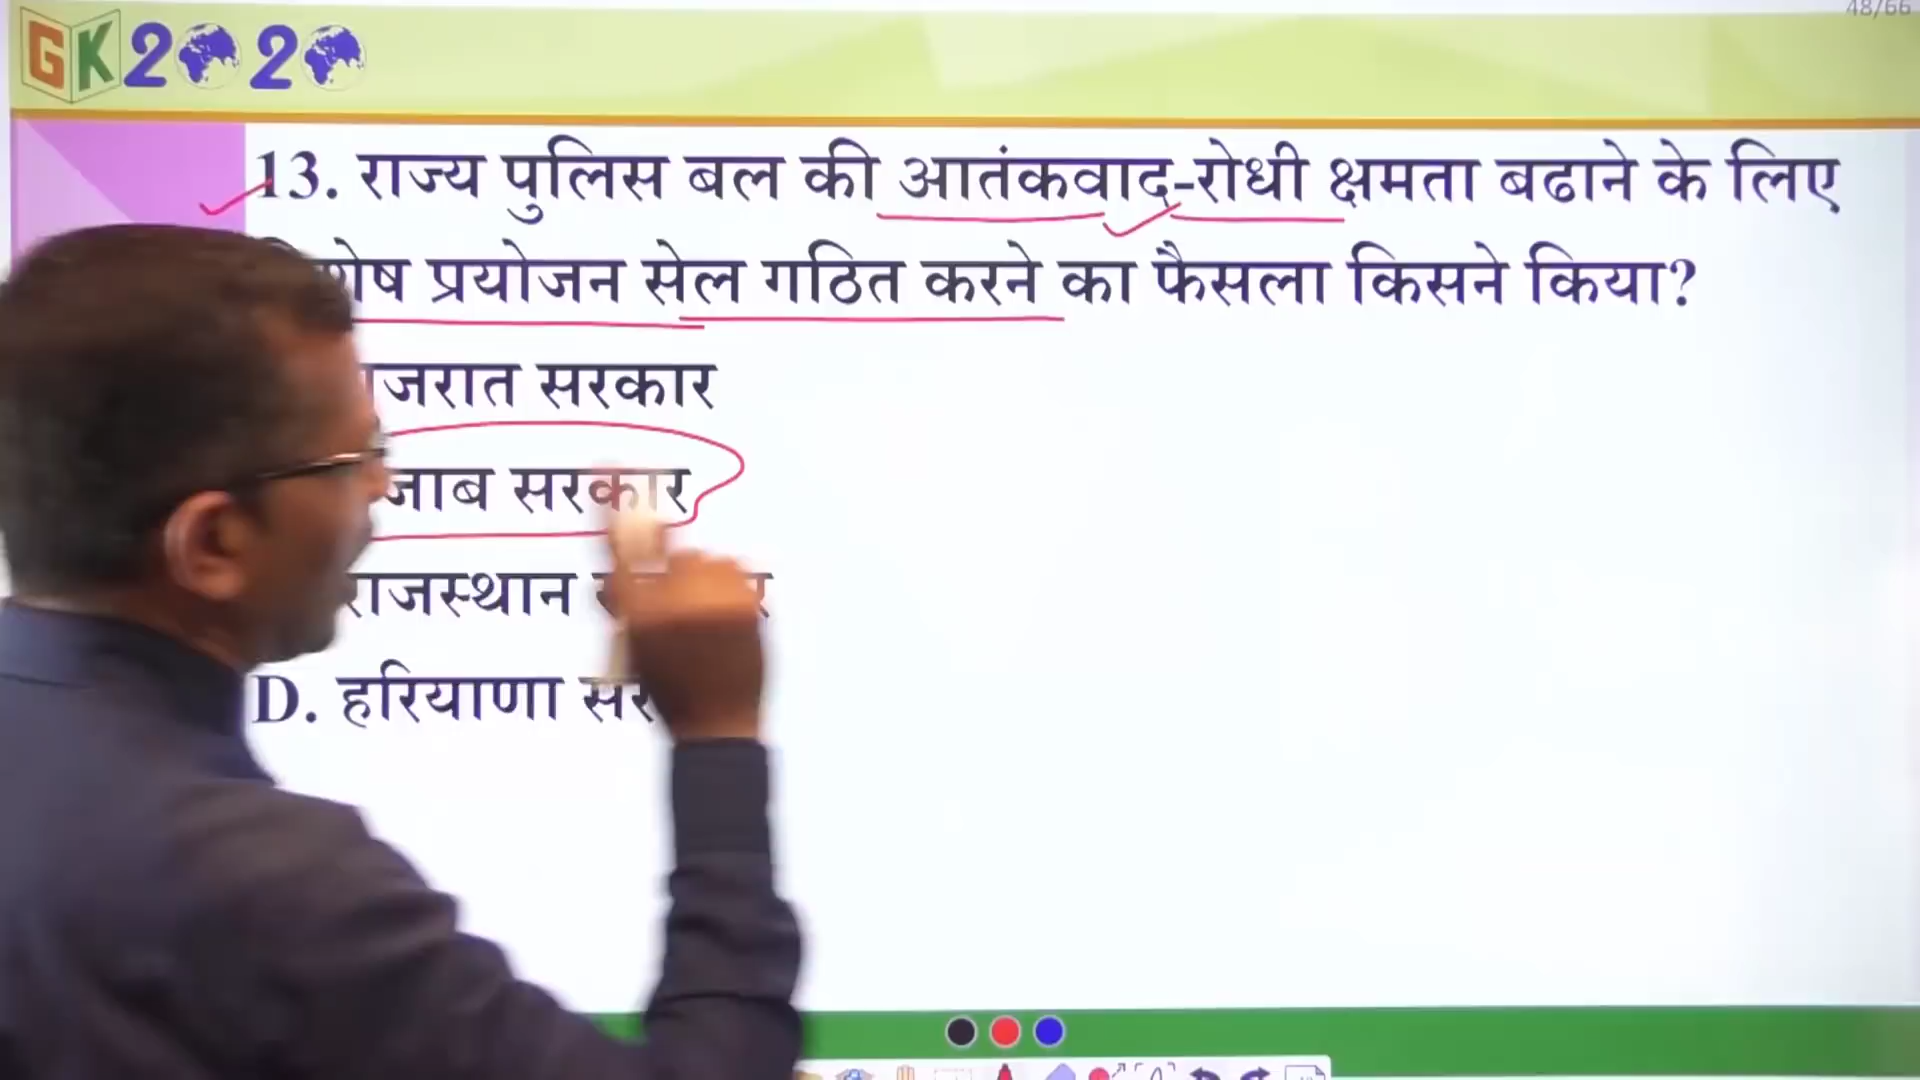 48/66
GK2020
13. राज्य पुलिस बल की आतंकवाद-रोधी क्षमता बढाने के लिए
प्रयोजन सेल गठित करने का फैसला किसने किया?
सरकार
सरकार
राजस्थान
D. हरियाणा